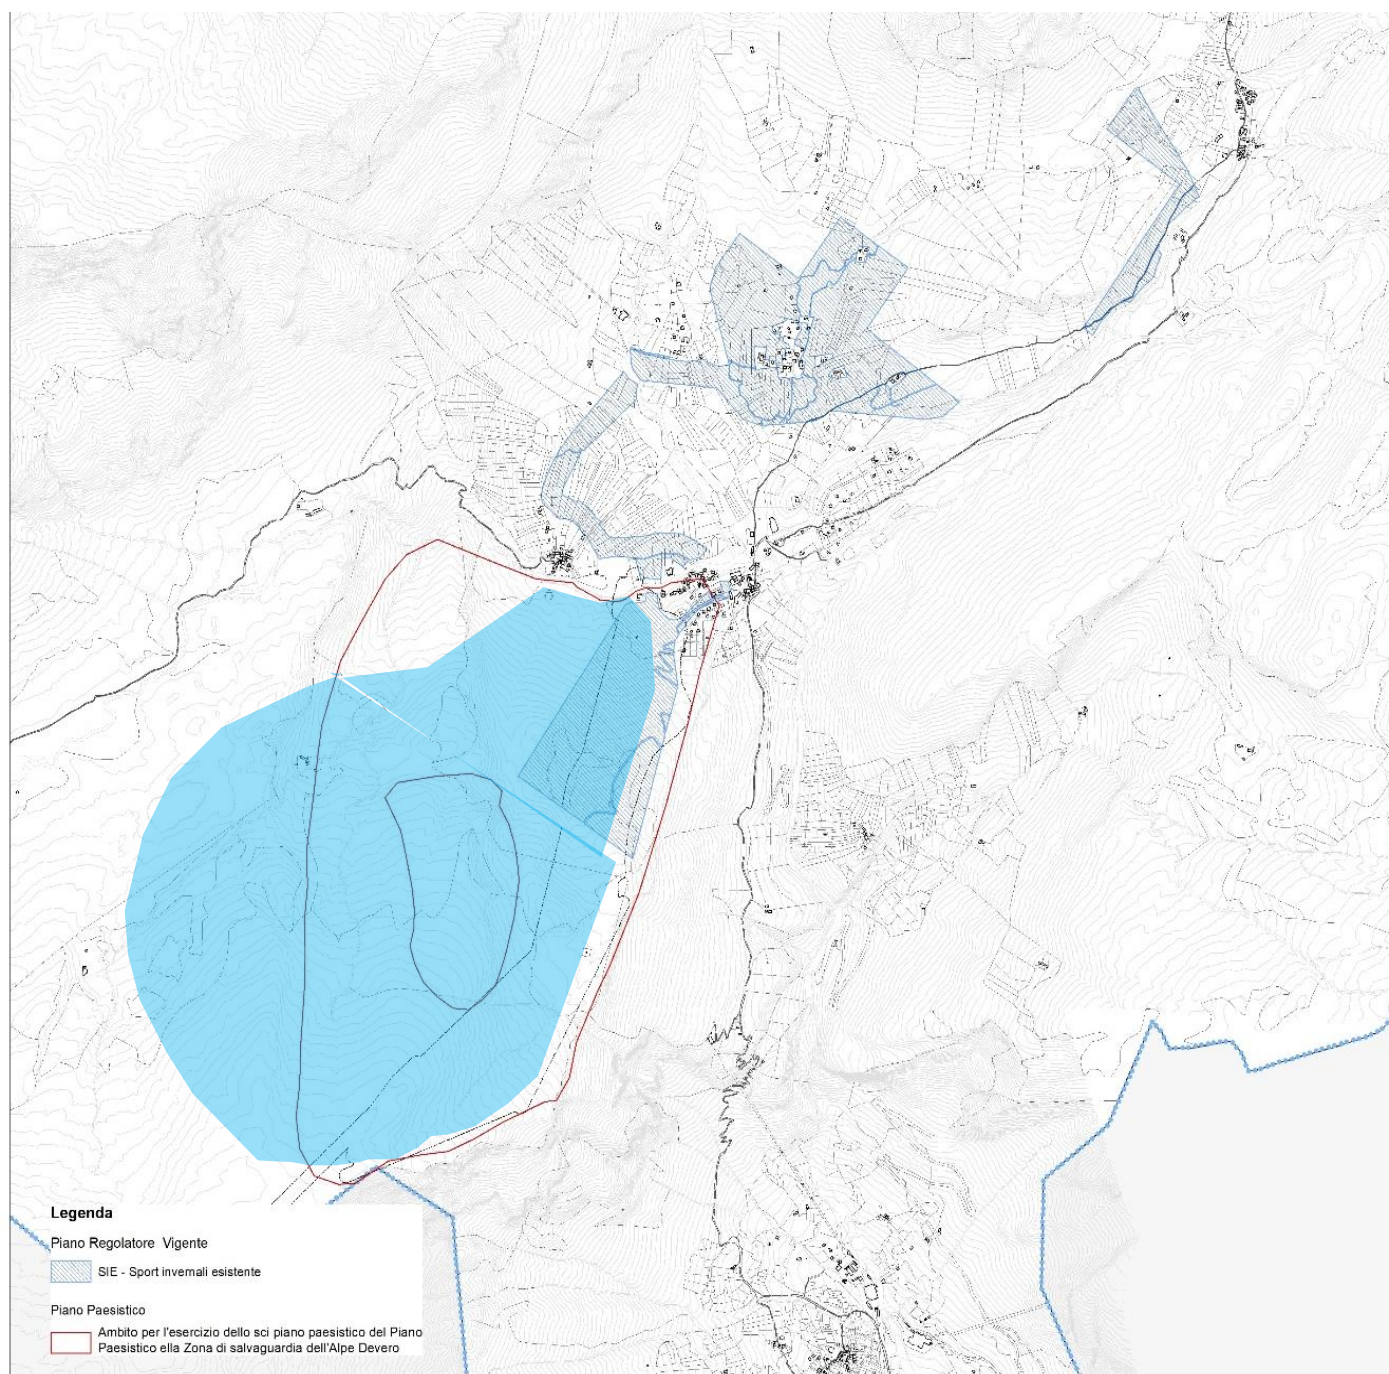 Legenda
Piano Regolatore Vigente
SIE - Sport invernali esistente
Piano Paesistico
Ambito per l'esercizio dello sci piano paesistico del Piano
Paesistico ella Zona di salvaguardia dell'Alpe Devero